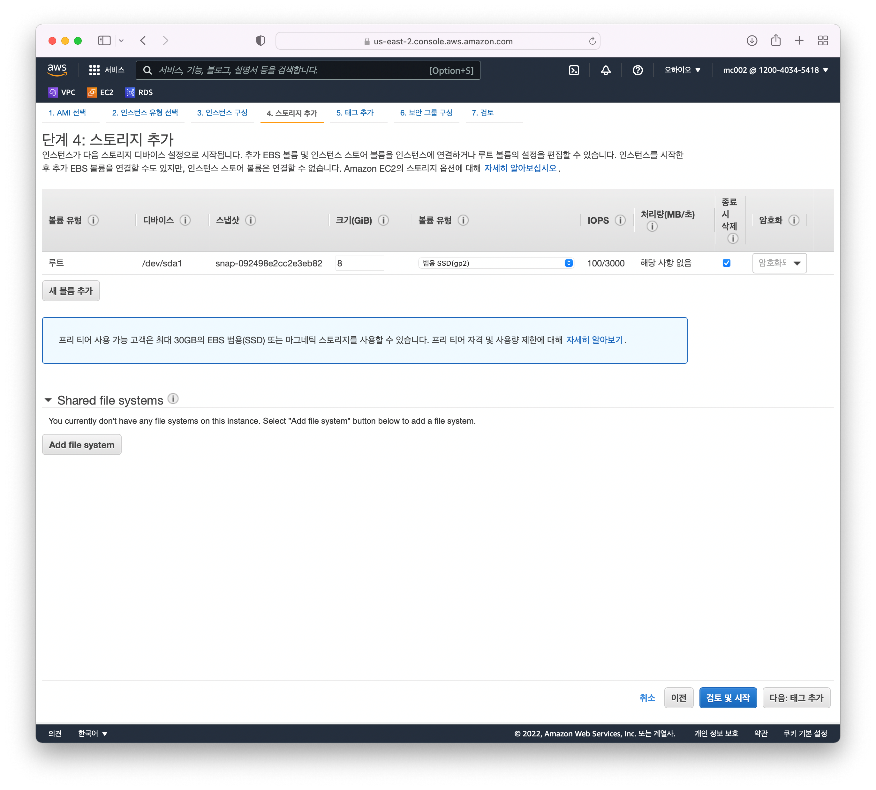 us-east-2.console.aws.amazon.com
aws 서비스 서비스, 기능, 블로그, 설명서 등을 검색합니다. [Option+S] 오하이오 ▼ mc002 @ 1200-4034-5418 ▼
VPC EC2 RDS
1. AMI 선택 2. 인스턴스 유형 선택 3. 인스턴스 구성 4. 스토리지 추가 5. 태그 추가 6. 보안 그룹 구성 7. 검토
단계 4: 스토리지 추가
인스턴스가 다음 스토리지 디바이스 설정으로 시작됩니다. 추가 EBS 볼륨 및 인스턴스 스토어 볼륨을 인스턴스에 연결하거나 루트 볼륨의 설정을 편집할 수 있습니다. 인스턴스를 시작한
후 추가 EBS 볼륨을 연결할 수도 있지만, 인스턴스 스토어 볼륨은 연결할 수 없습니다. Amazon EC2의 스토리지 옵션에 대해 자세히 알아보십시오.
볼륨 유형 디바이스 스냅샷 크기(GiB) 볼륨 유형 IOPS 처리량(MB/초) 종료 시 삭제 암호화
루트 /dev/sda1 snap-092498e2cc2e3eb82 8 범용 SSD(gp2) 100/3000 해당 사항 없음 암호화되
새 볼륨 추가
프리 티어 사용 가능 고객은 최대 30GB의 EBS 범용(SSD) 또는 마그네틱 스토리지를 사용할 수 있습니다. 프리 티어 자격 및 사용량 제한에 대해 자세히 알아보기.
Shared file systems
You currently don't have any file systems on this instance. Select "Add file system" button below to add a file system.
Add file system
취소 이전 검토 및 시작 다음: 태그 추가
의견 한국어 ▼ © 2022, Amazon Web Services, Inc. 또는 계열사. 개인 정보 보호 약관 쿠키 기본 설정